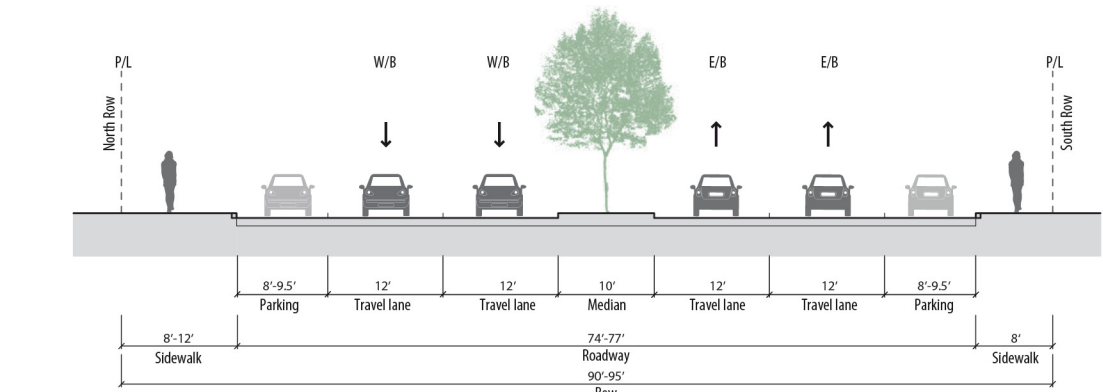 P/L
W/B
W/B
E/B
E/B
P/L
North Row
South Row
8'-9.5'
12'
12'
10'
12'
12'
8'-9.5'
Parking
Travel lane
Travel lane
Median
Travel lane
Travel lane
Parking
8'-12'
74'-77'
8'
Sidewalk
Roadway
Sidewalk
90'-95'
Row